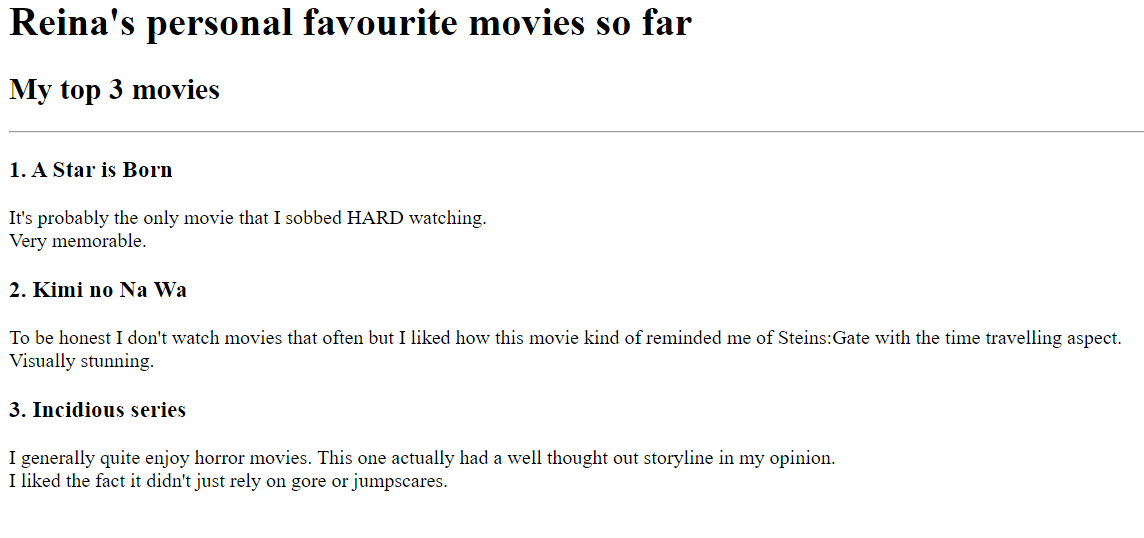 Reina's personal favourite movies so far
My top 3 movies
1. A Star is Born
It's probably the only movie that I sobbed HARD watching.
Very memorable.
2. Kimi no Na Wa
To be honest I don't watch movies that often but I liked how this movie kind of reminded me of Steins:Gate with the time travelling aspect.
Visually stunning.
3. Incidious series
I generally quite enjoy horror movies. This one actually had a well thought out storyline in my opinion.
I liked the fact it didn't just rely on gore or jumpscares.